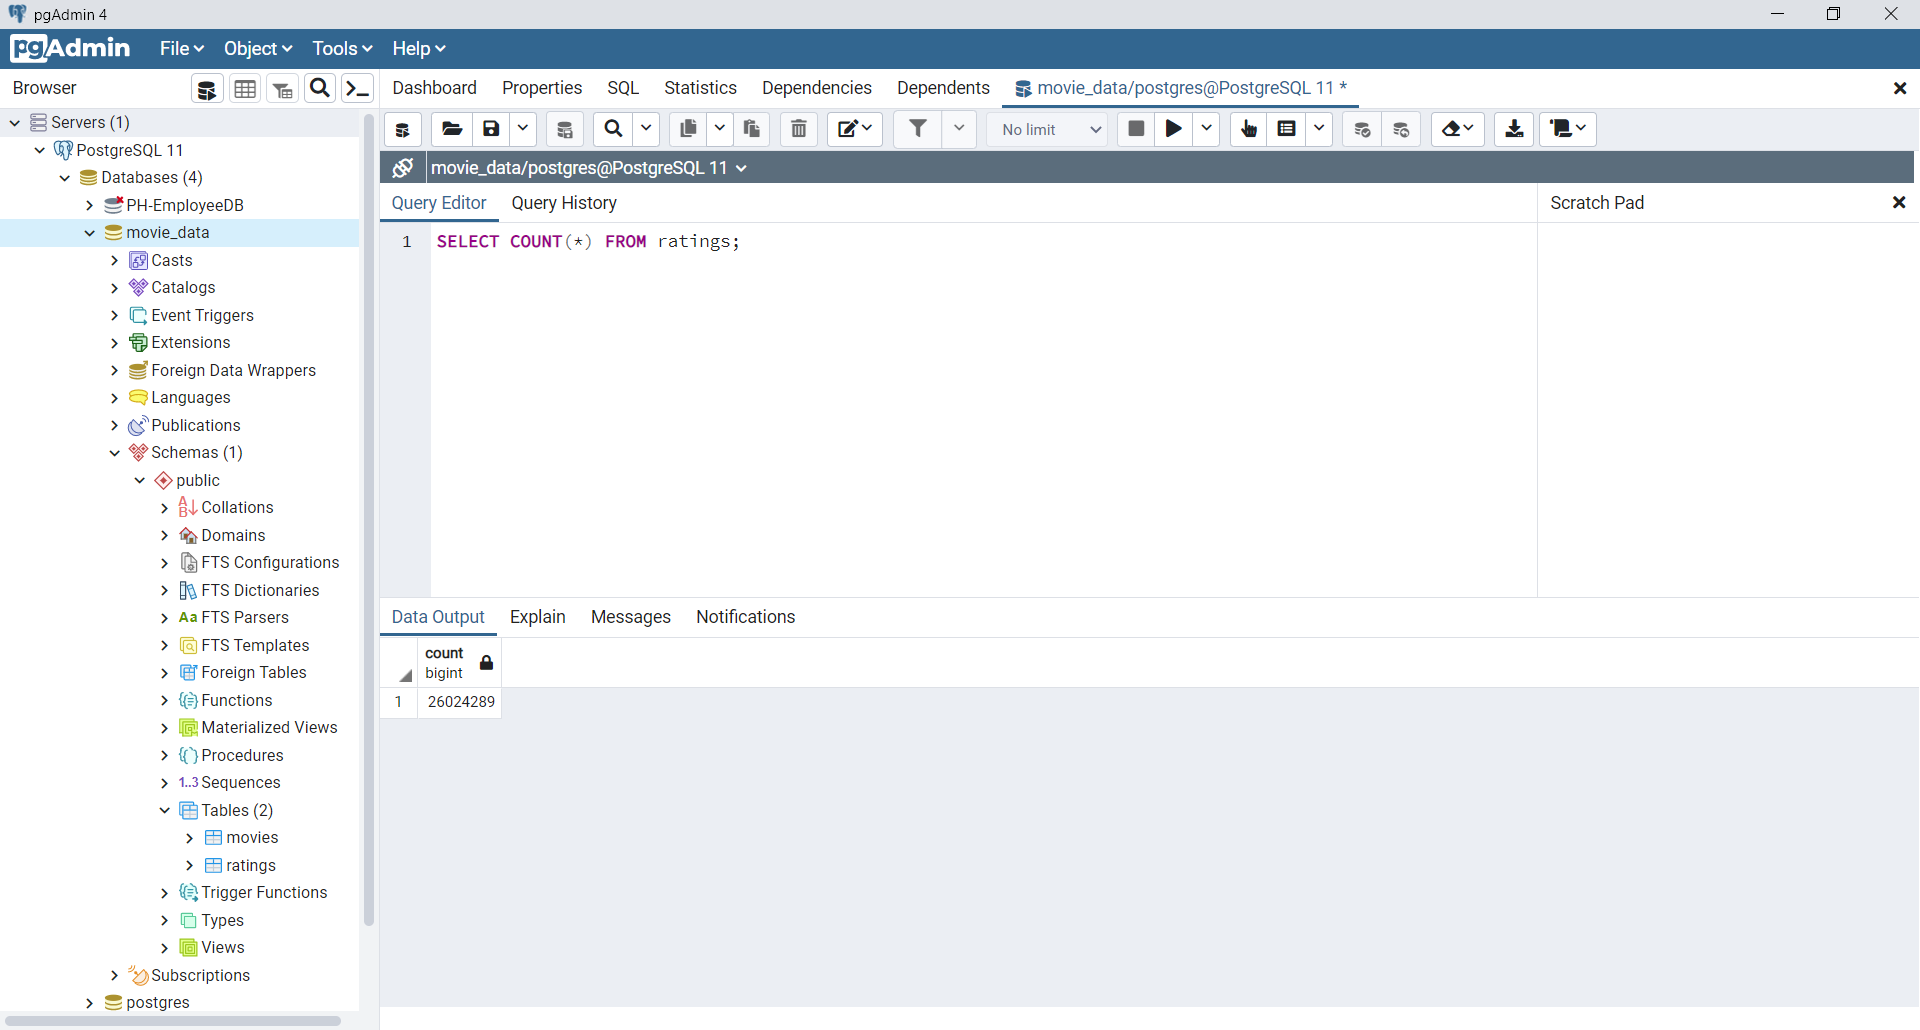 pgAdmin 4
pgAdmin File Object Tools Help
Browser
Dashboard Properties SQL Statistics Dependencies Dependents movie_data/postgres@PostgreSQL 11 *
No limit
movie_data/postgres@PostgreSQL 11
Query Editor Query History
Scratch Pad
1 SELECT COUNT(*) FROM ratings;
Servers (1)
PostgreSQL 11
Databases (4)
PH-EmployeeDB
movie_data
Casts
Catalogs
Event Triggers
Extensions
Foreign Data Wrappers
Languages
Publications
Schemas (1)
public
Collations
Domains
FTS Configurations
FTS Dictionaries
Aa FTS Parsers
FTS Templates
Foreign Tables
Functions
Materialized Views
Procedures
1..3 Sequences
Tables (2)
movies
ratings
Trigger Functions
Types
Views
Subscriptions
postgres
Data Output Explain Messages Notifications
count
bigint
1 26024289